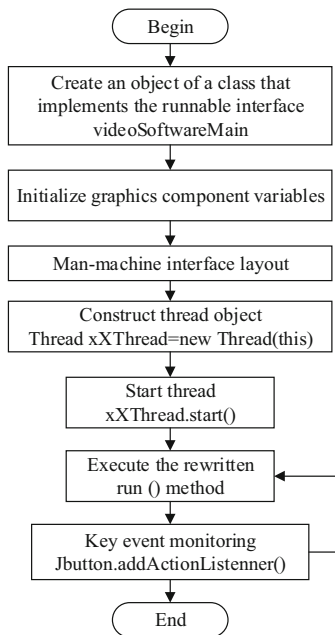 Begin
Create an object of a class that
implements the runnable interface
videoSoftwareMain
Initialize graphics component variables
Man-machine interface layout
Construct thread object
Thread xXThread=new Thread(this)
Start thread
xXThread.start()
Execute the rewritten
run () method
Key event monitoring
Jbutton.addActionListenner()
End